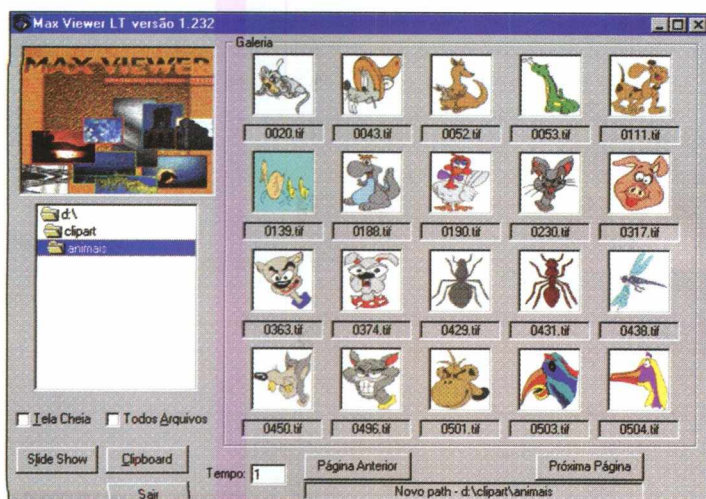 Max Viewer LT versão 1.232
MAX VIEWER
Galeria
0020.tif 0043.tif 0052.tif 0053.tif 0111.tif
0139.tif 0188.tif 0190.tif 0230.tif 0317.tif
0363.tif 0374.tif 0429.tif 0431.tif 0438.tif
0450.tif 0496.tif 0501.tif 0503.tif 0504.tif
d:\
clipart
animais
Tela Cheia Todos Arquivos
Slide Show Clipboard
Sair
Tempo: 1
Página Anterior Próxima Página
Novo path - d:\clipart\animais